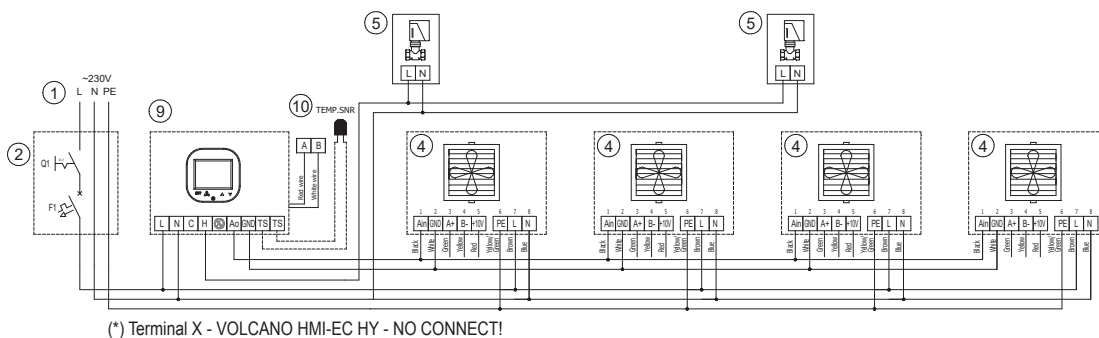 5
5
L N
L N
~230V
1
L N PE
9
10
TEMP.SNR
2
Q1
F1
A B
Red wire
White wire
4
4
4
4
L N C H Ao GND TS TS
1 2 3 4 5 6 7 8
Ain GND A+ B- +10V PE L N
Black White Green Yellow Red Yellow/Green Brown Blue
1 2 3 4 5 6 7 8
Ain GND A+ B- +10V PE L N
Black White Green Yellow Red Yellow/Green Brown Blue
1 2 3 4 5 6 7 8
Ain GND A+ B- +10V PE L N
Black White Green Yellow Red Yellow/Green Brown Blue
1 2 3 4 5 6 7 8
Ain GND A+ B- +10V PE L N
Black White Green Yellow Red Yellow/Green Brown Blue
(*) Terminal X - VOLCANO HMI-EC HY - NO CONNECT!